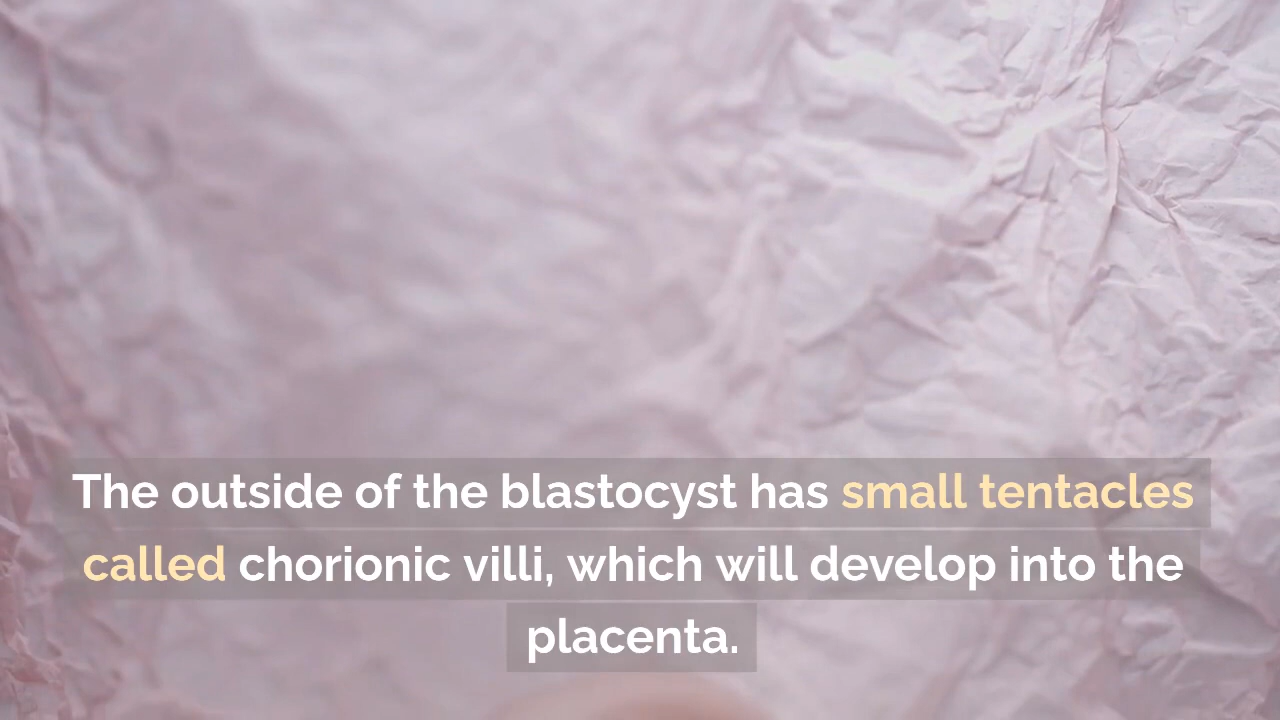 The outside of the blastocyst has small tentacles
called chorionic villi, which will develop into the
placenta.